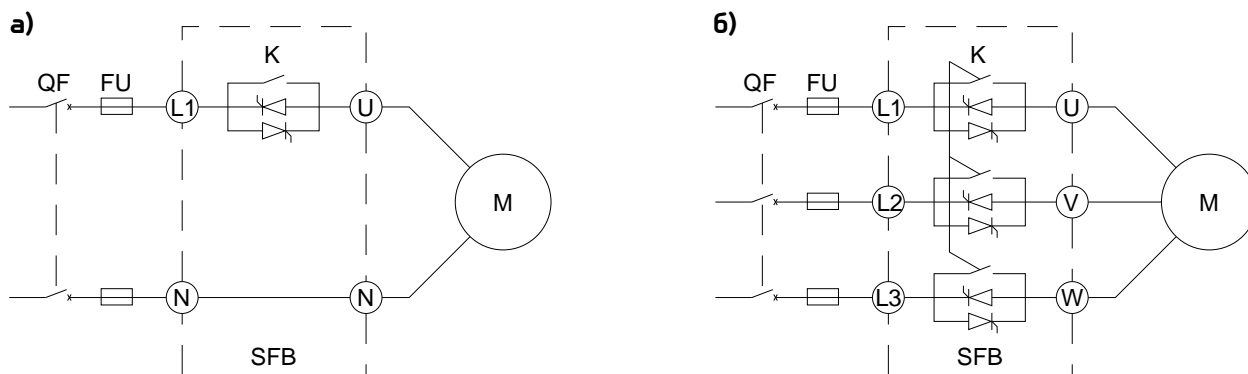 а)
QF FU K
L1 U
M
N N
SFB
б)
QF FU K
L1 U
L2 V M
L3 W
SFB